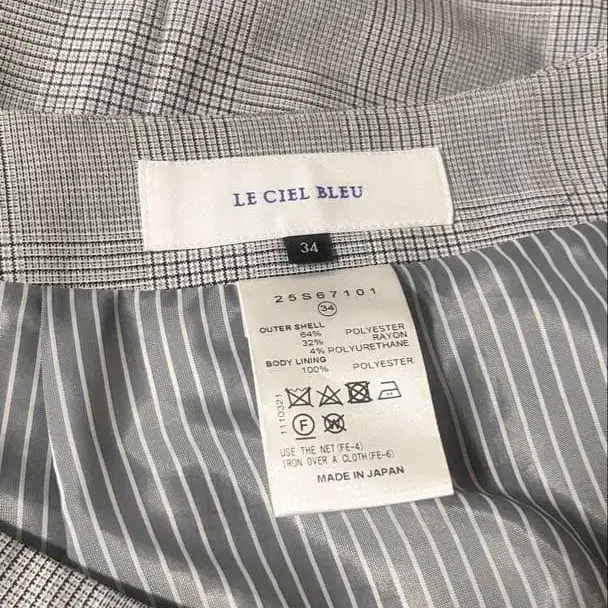 LE CIEL BLEU
34
25S67101
34
OUTER SHELL
64% POLYESTER
32% RAYON
4% POLYURETHANE
BODY LINING
100% POLYESTER
1110321
F W
USE THE NET(FE-4)
IRON OVER A CLOTH(FE-6)
MADE IN JAPAN